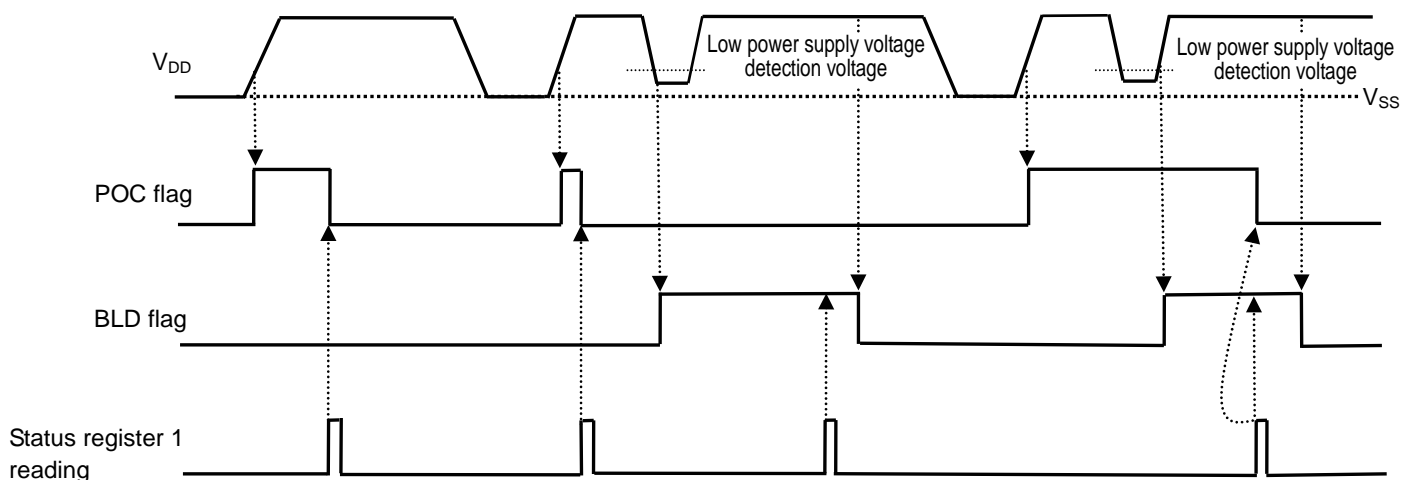 Low power supply voltage
detection voltage
Low power supply voltage
detection voltage
VDD
VSS
POC flag
BLD flag
Status register 1
reading